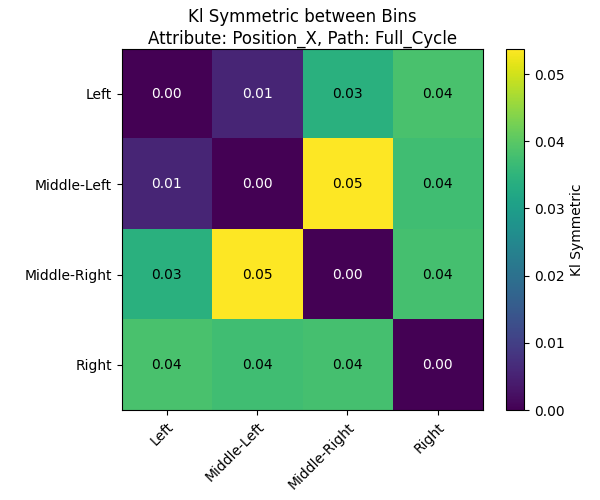 Kl Symmetric between Bins
Attribute: Position_X, Path: Full_Cycle
Left 0.00 0.01 0.03 0.04
Middle-Left 0.01 0.00 0.05 0.04
Middle-Right 0.03 0.05 0.00 0.04
Right 0.04 0.04 0.04 0.00
Left Middle-Left Middle-Right Right
0.05
0.04
0.03
0.02
0.01
0.00
Kl Symmetric